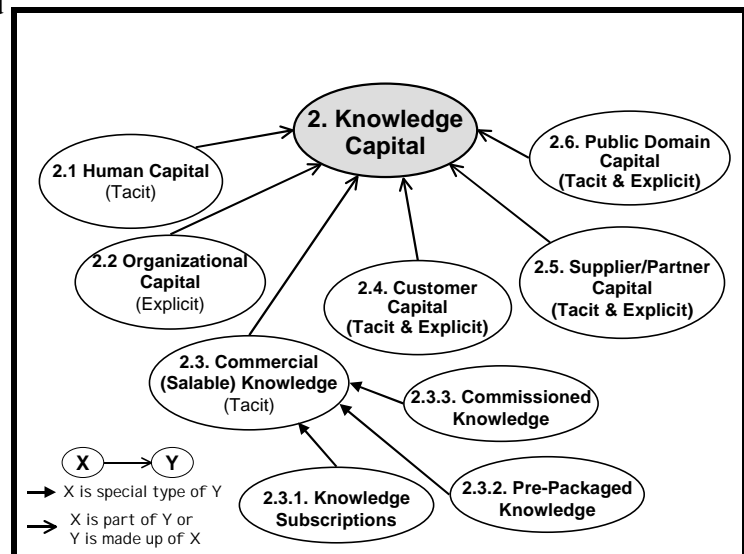 2. Knowledge
Capital
2.1 Human Capital
(Tacit)
2.6. Public Domain
Capital
(Tacit & Explicit)
2.2 Organizational
Capital
(Explicit)
2.4. Customer
Capital
(Tacit & Explicit)
2.5. Supplier/Partner
Capital
(Tacit & Explicit)
2.3. Commercial
(Salable) Knowledge
(Tacit)
2.3.3. Commissioned
Knowledge
2.3.1. Knowledge
Subscriptions
2.3.2. Pre-Packaged
Knowledge
X Y
X is special type of Y
X is part of Y or
Y is made up of X